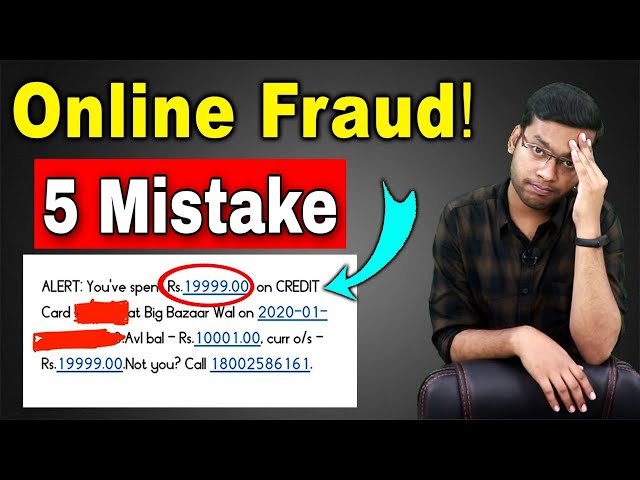 Online Fraud!
5 Mistake
ALERT: You've spent Rs.19999.00 on CREDIT
Card at Big Bazaar Wal on 2020-01-
.Avl bal - Rs.10001.00, curr o/s -
Rs.19999.00.Not you? Call 18002586161.